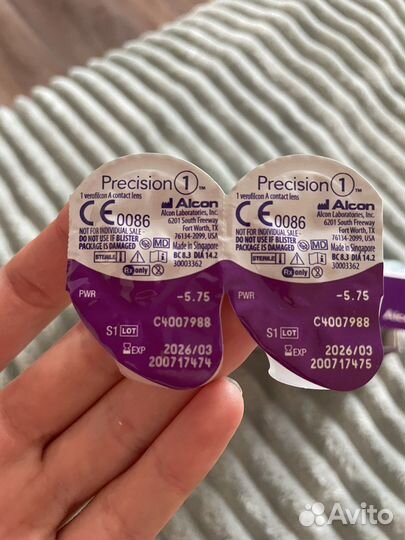 Precision 1™
1 verofilcon A contact lens
CE 0086
Alcon
Alcon Laboratories, Inc.
6201 South Freeway
Fort Worth, TX
76134-2099, USA
NOT FOR INDIVIDUAL SALE -
DO NOT USE IF BLISTER
PACKAGE IS DAMAGED
MD
Made in Singapore
STERILE
BC 8.3 DIA 14.2
Rx only
30003362
PWR -5.75
C4007988
S1 LOT
2026/03
EXP
200717474
Precision 1™
1 verofilcon A contact lens
CE 0086
Alcon
Alcon Laboratories, Inc.
6201 South Freeway
Fort Worth, TX
76134-2099, USA
NOT FOR INDIVIDUAL SALE -
DO NOT USE IF BLISTER
PACKAGE IS DAMAGED
MD
Made in Singapore
STERILE
BC 8.3 DIA 14.2
Rx only
30003362
PWR -5.75
C4007988
S1 LOT
2026/03
EXP
200717475
Avito